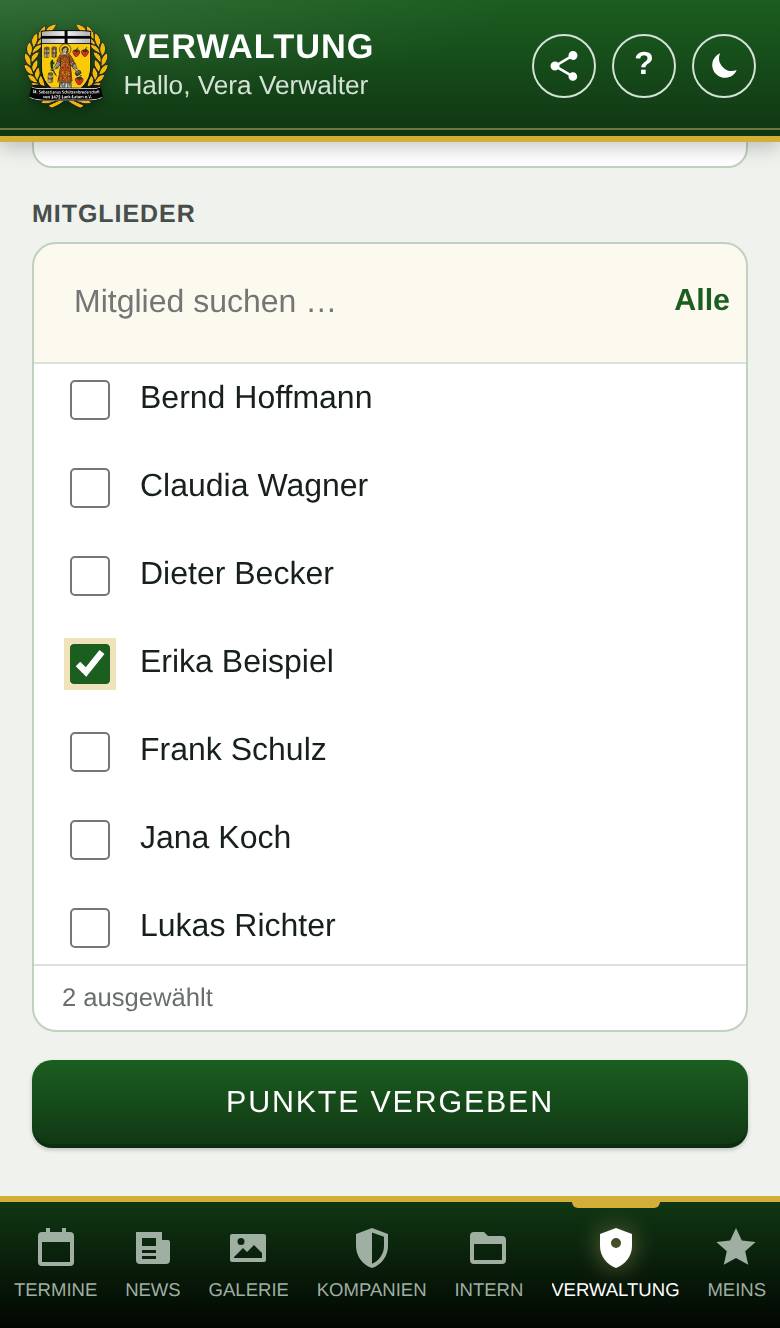 VERWALTUNG
Hallo, Vera Verwalter
?
MITGLIEDER
Mitglied suchen …
Alle
Bernd Hoffmann
Claudia Wagner
Dieter Becker
Erika Beispiel
Frank Schulz
Jana Koch
Lukas Richter
2 ausgewählt
PUNKTE VERGEBEN
TERMINE NEWS GALERIE KOMPANIEN INTERN VERWALTUNG MEINS